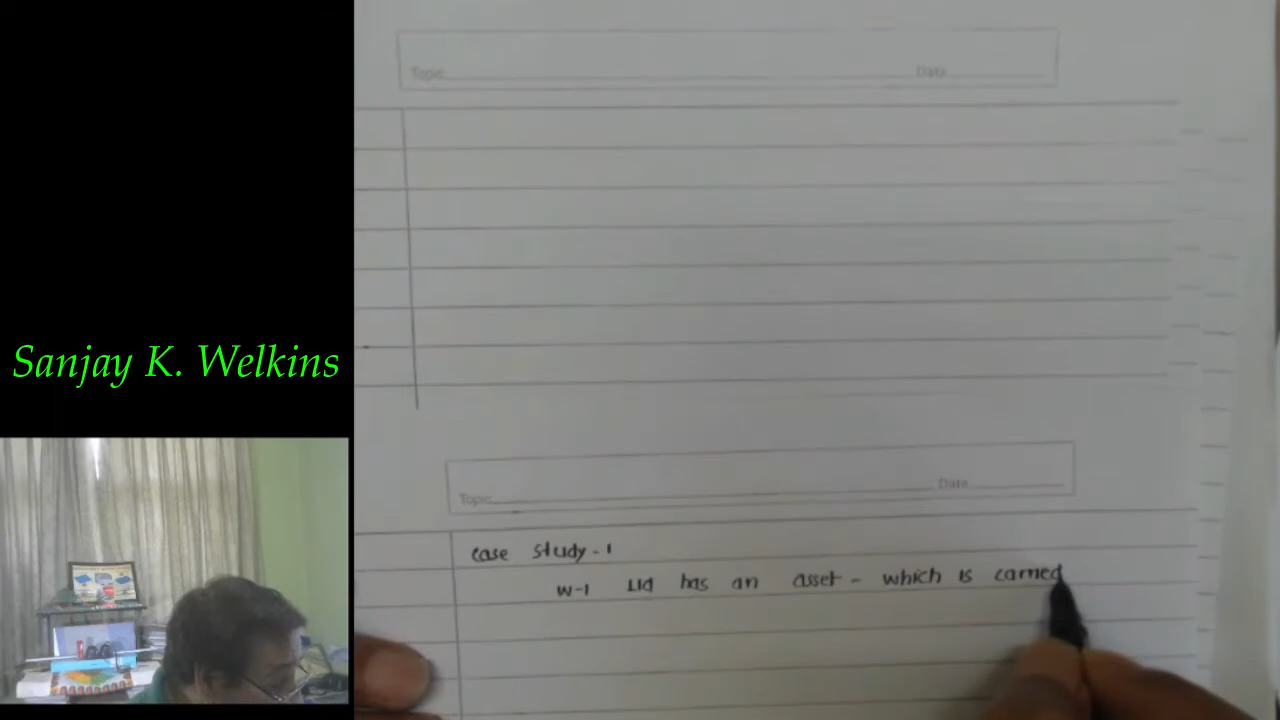 Topic
Date
Sanjay K. Welkins
Topic
Date
Case Study - 1
W-1 Ltd has an asset - which is carried